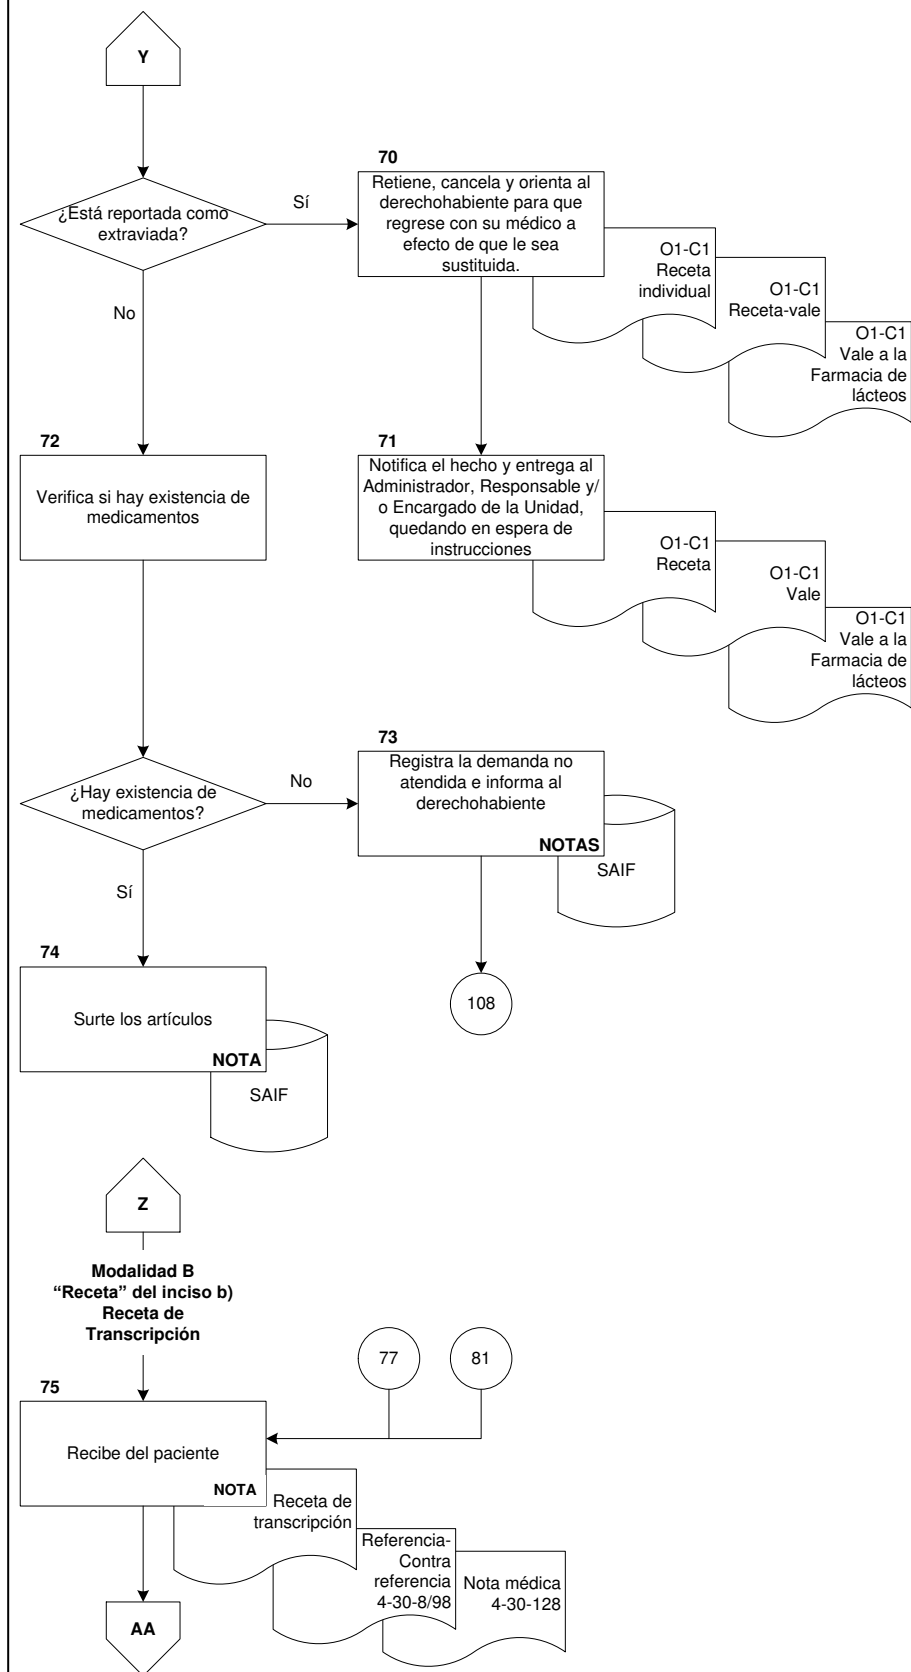 Y
¿Está reportada como
extraviada?
Sí
No
70
Retiene, cancela y orienta al
derechohabiente para que
regrese con su médico a
efecto de que le sea
sustituida.
O1-C1
Receta
individual
O1-C1
Receta-vale
O1-C1
Vale a la
Farmacia de
lácteos
72
Verifica si hay existencia de
medicamentos
71
Notifica el hecho y entrega al
Administrador, Responsable y/
o Encargado de la Unidad,
quedando en espera de
instrucciones
O1-C1
Receta
O1-C1
Vale
O1-C1
Vale a la
Farmacia de
lácteos
¿Hay existencia de
medicamentos?
No
Sí
73
Registra la demanda no
atendida e informa al
derechohabiente
NOTAS
SAIF
108
74
Surte los artículos
NOTA
SAIF
Z
Modalidad B
“Receta” del inciso b)
Receta de
Transcripción
77
81
75
Recibe del paciente
NOTA
Receta de
transcripción
Referencia-
Contra
referencia
4-30-8/98
Nota médica
4-30-128
AA